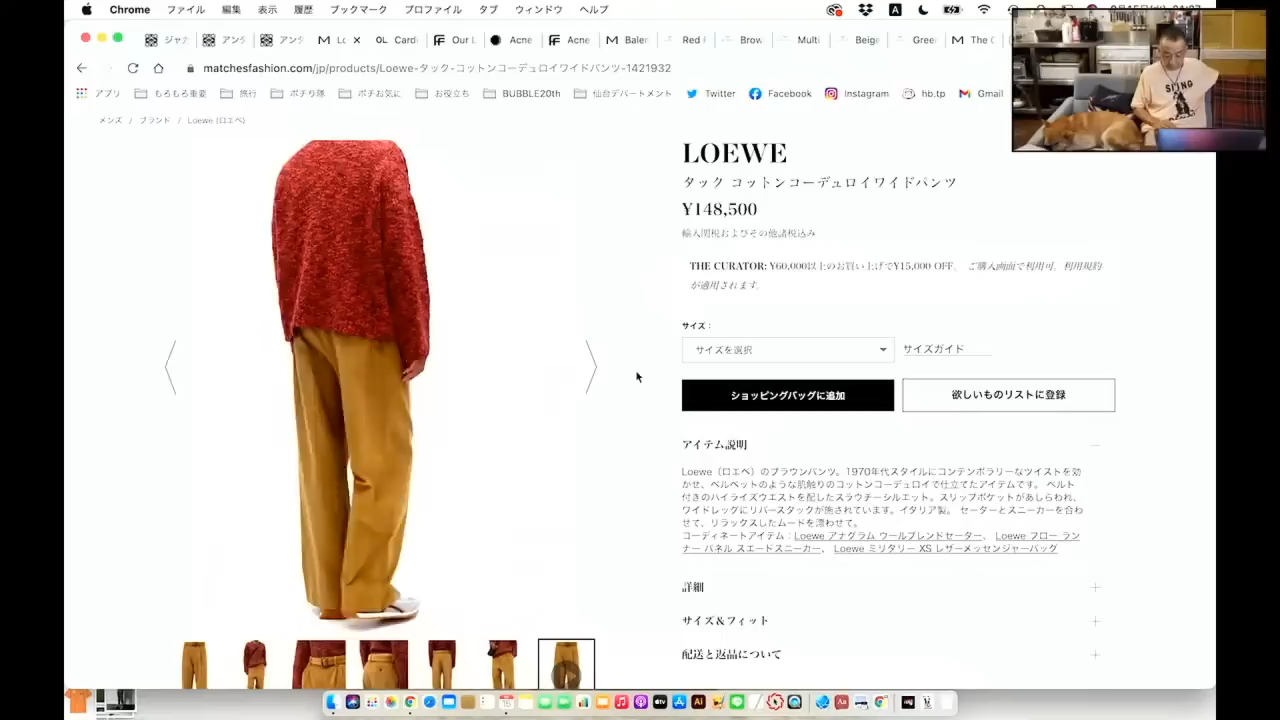 Chrome ファイル 編集 表示 履歴 ブックマーク プロファイル タブ ウィンドウ ヘルプ
ジャケ アンラ アンラ Lo OL Card Our L Acne Acne Balen Red Brow Multi Beige Gree The C
matchesfashion.com/jp/products/Loewe-タック-コットンコーデュロイワイドパンツ-1421932
アプリ もろもろ重要 旅行 ポチり隊 ポチお気に お役立ち BUBBLE20th 仙台デパートメント Twitter Facebook Instagram hb.tp Gmail
メンズ / ブランド / Loewe (ロエベ)
SKIING
LOEWE
タック コットンコーデュロイワイドパンツ
¥148,500
輸入関税およびその他諸税込み
THE CURATOR: ¥60,000以上のお買い上げで¥15,000 OFF。 ご購入画面で利用可。利用規約
が適用されます。
サイズ :
サイズを選択 サイズガイド
ショッピングバッグに追加 欲しいものリストに登録
アイテム説明
Loewe（ロエベ）のブラウンパンツ。1970年代スタイルにコンテンポラリーなツイストを効
かせ、ベルベットのような肌触りのコットンコーデュロイで仕立てたアイテムです。 ベルト
付きのハイライズウエストを配したスラウチーシルエット。スリップポケットがあしらわれ、
ワイドレッグにリバースタックが施されています。イタリア製。 セーターとスニーカーを合わ
せて、リラックスしたムードを漂わせて。
コーディネートアイテム : Loewe アナグラム ウールブレンドセーター、 Loewe フロー ラン
ナー パネル スエードスニーカー、 Loewe ミリタリー XS レザーメッセンジャーバッグ
詳細
サイズ＆フィット
配送と返品について